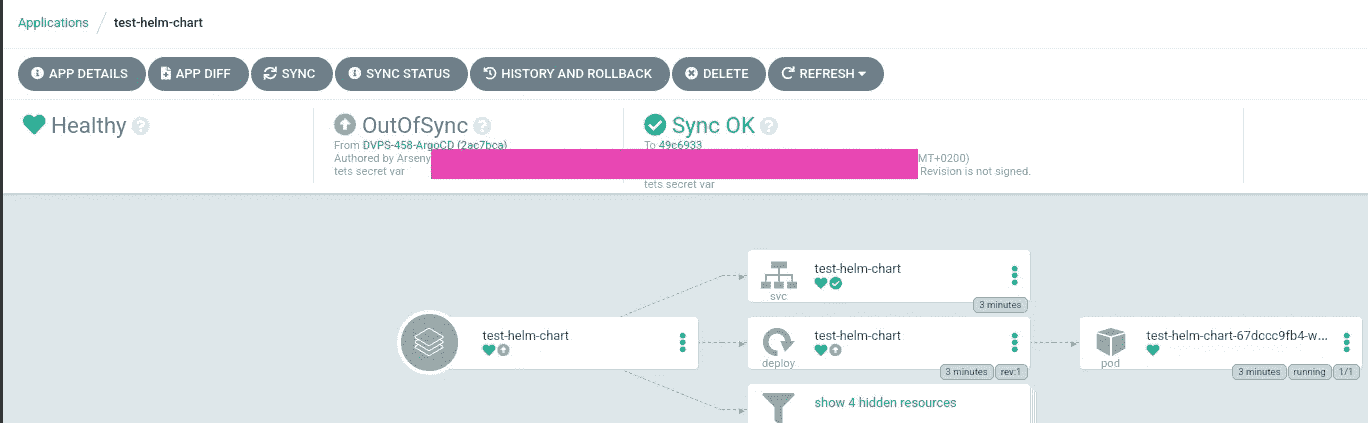 Applications / test-helm-chart
APP DETAILS APP DIFF SYNC SYNC STATUS HISTORY AND ROLLBACK DELETE REFRESH
Healthy ?
OutOfSync ?
From DVPS-458-ArgoCD (2ac7bca)
Authored by Arseny
tets secret var
Sync OK ?
To 49c6933
MT+0200)
Revision is not signed.
tets secret var
test-helm-chart
svc
3 minutes
test-helm-chart
test-helm-chart
deploy
3 minutes rev:1
test-helm-chart-67dccc9fb4-w...
pod
3 minutes running 1/1
show 4 hidden resources